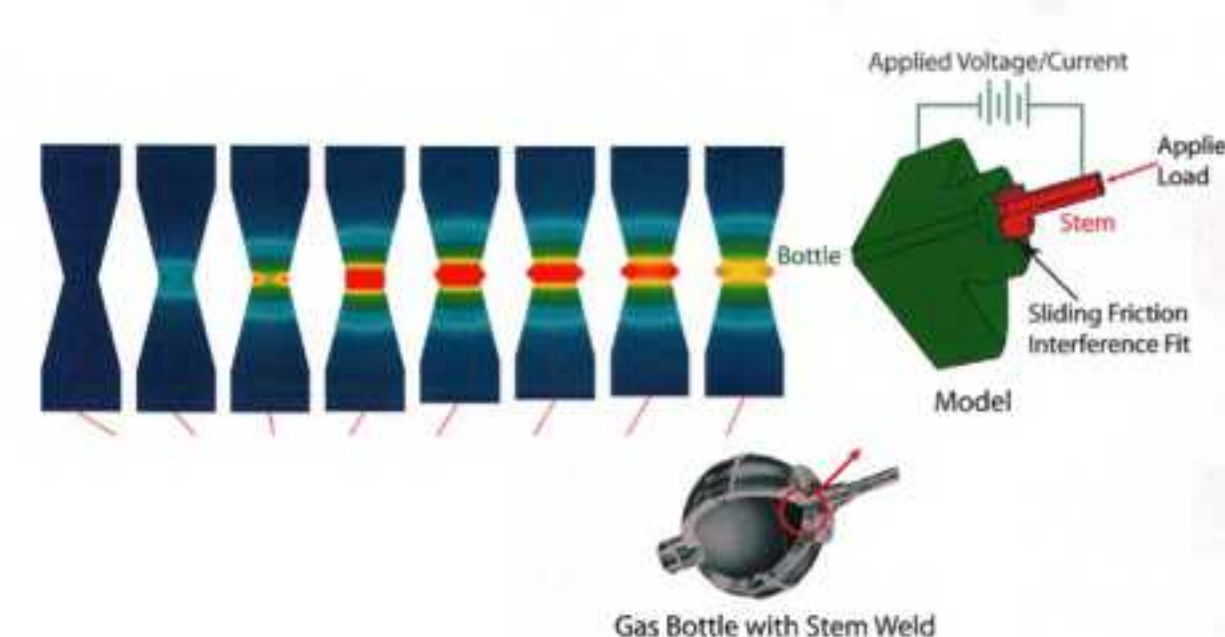 Applied Voltage/Current
Applie
Load
Stem
Bottle
Sliding Friction
Interference Fit
Model
Gas Bottle with Stem Weld